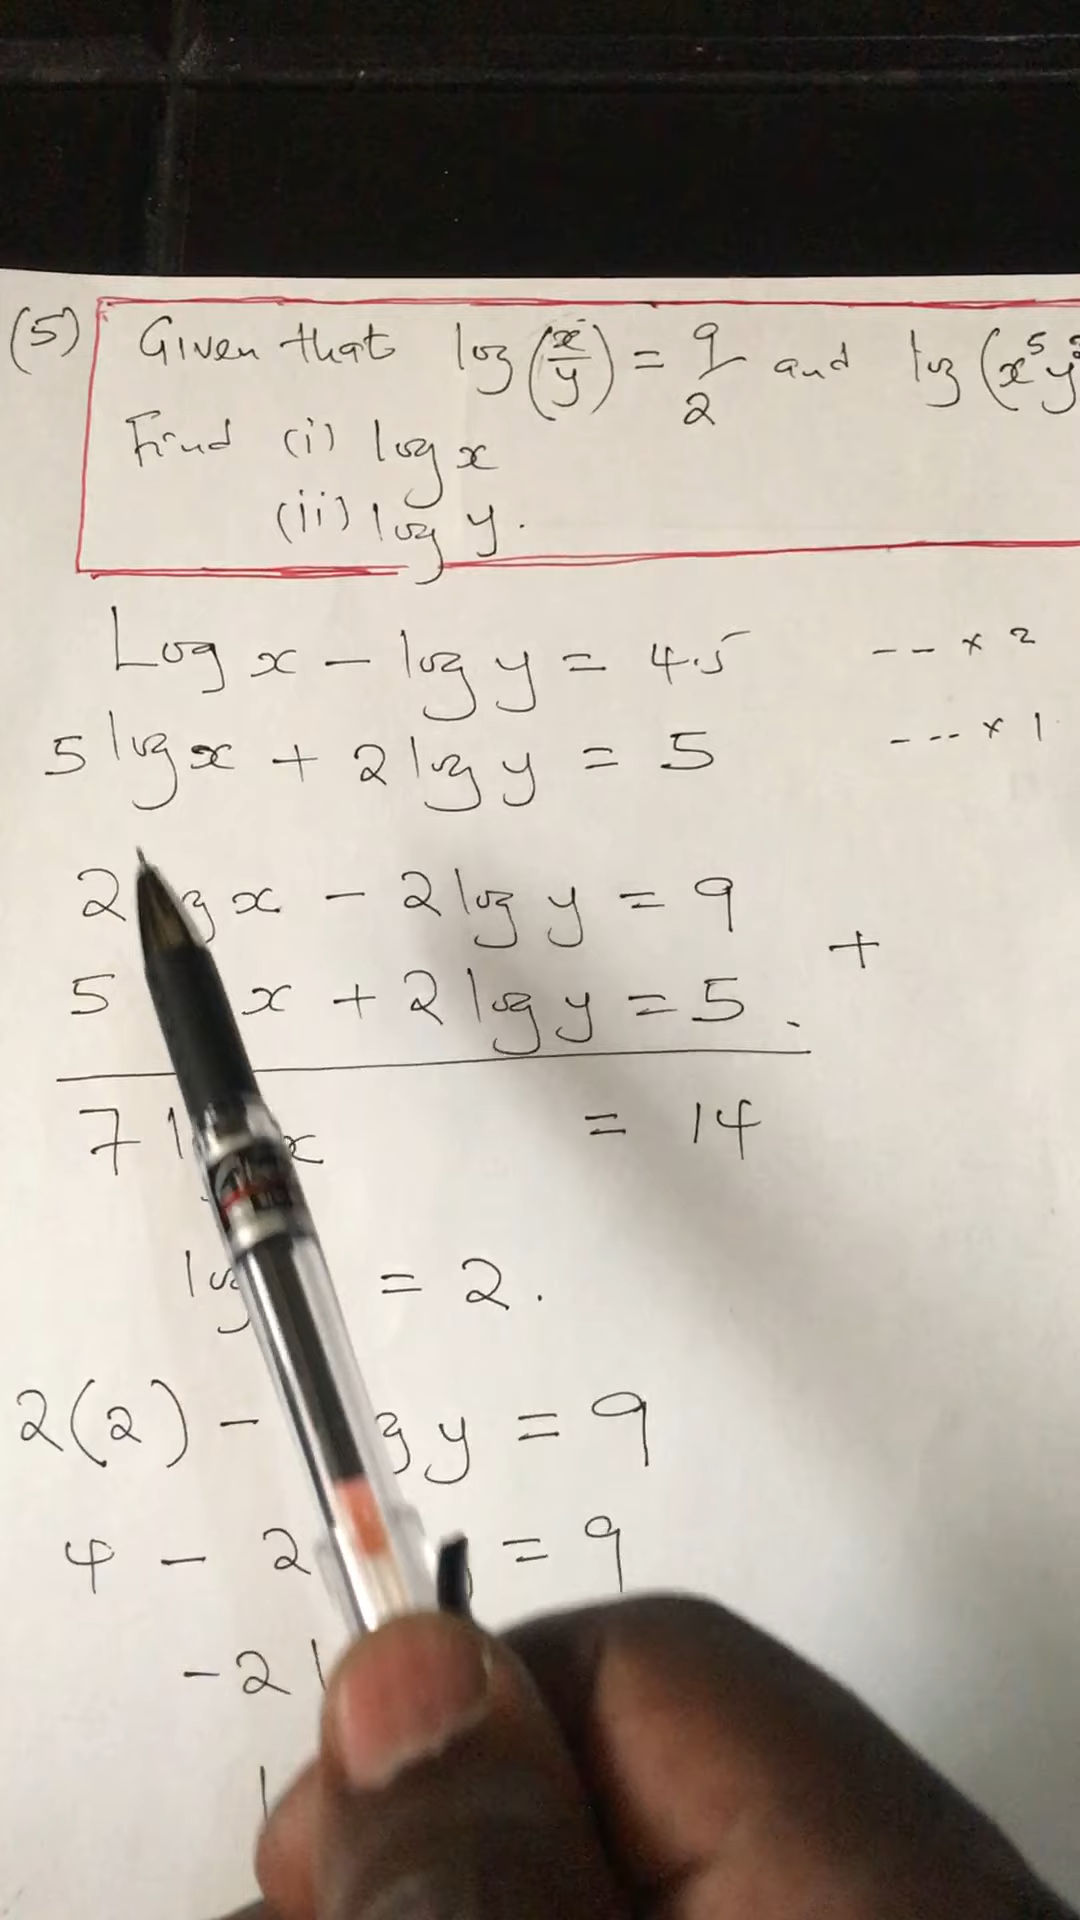 (5) Given that log(x/y) = 9/2 and log(x⁵y
Find (i) log x
(ii) log y.
Log x - log y = 4.5 --- x 2
5 log x + 2 log y = 5 --- x 1
2 x - 2 log y = 9
5 x + 2 log y = 5. +
7 x = 14
= 2.
2(2) - y = 9
4 - 2 = 9
-2